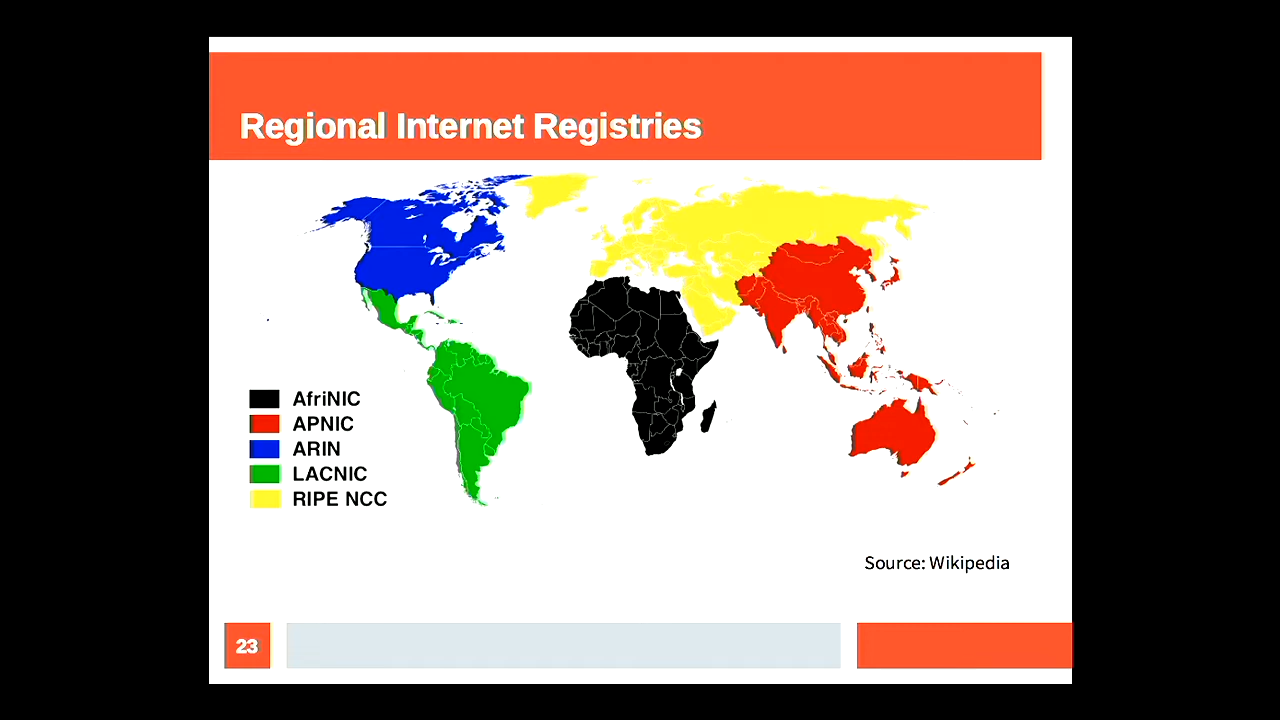 Regional Internet Registries
AfriNIC
APNIC
ARIN
LACNIC
RIPE NCC
Source: Wikipedia
23